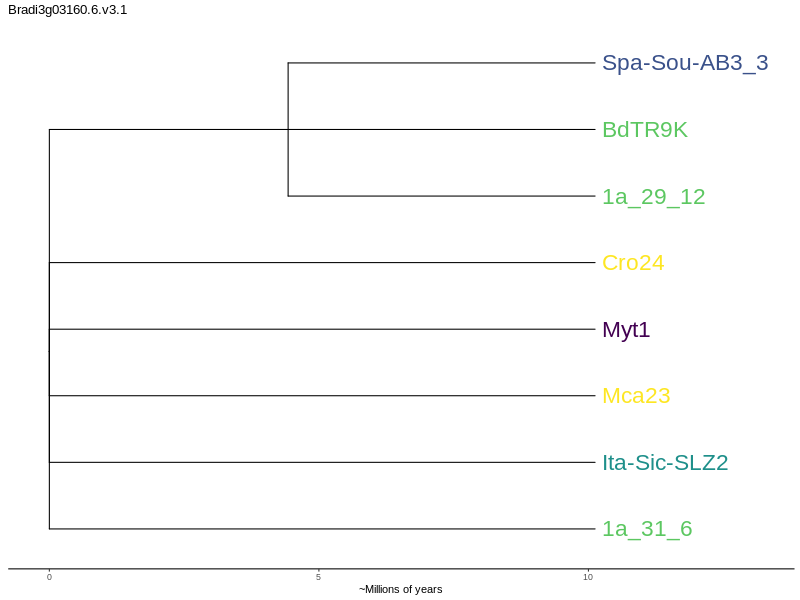 Bradi3g03160.6.v3.1
Spa-Sou-AB3_3
BdTR9K
1a_29_12
Cro24
Myt1
Mca23
Ita-Sic-SLZ2
1a_31_6
0 5 10
~Millions of years